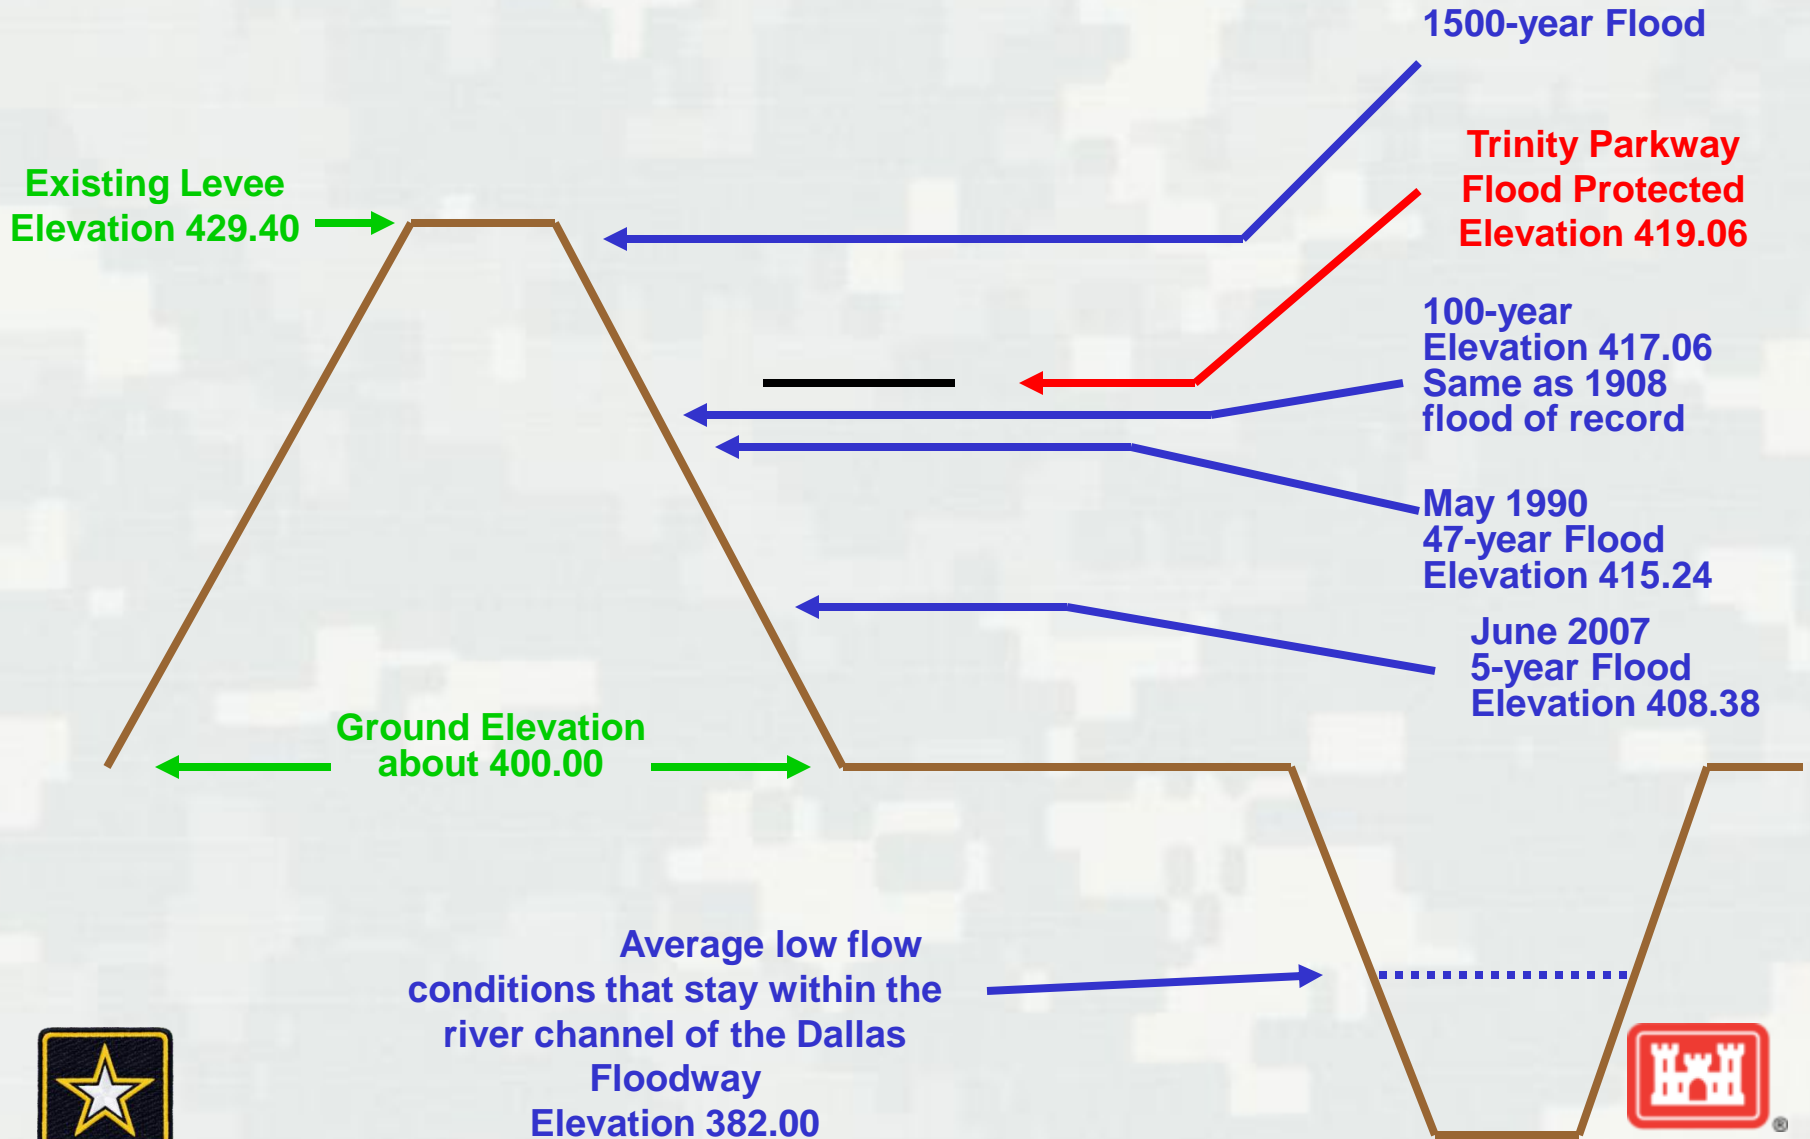 1500-year Flood
Trinity Parkway
Flood Protected
Elevation 419.06
Existing Levee
Elevation 429.40
100-year
Elevation 417.06
Same as 1908
flood of record
May 1990
47-year Flood
Elevation 415.24
June 2007
5-year Flood
Elevation 408.38
Ground Elevation
about 400.00
Average low flow
conditions that stay within the
river channel of the Dallas
Floodway
Elevation 382.00
®